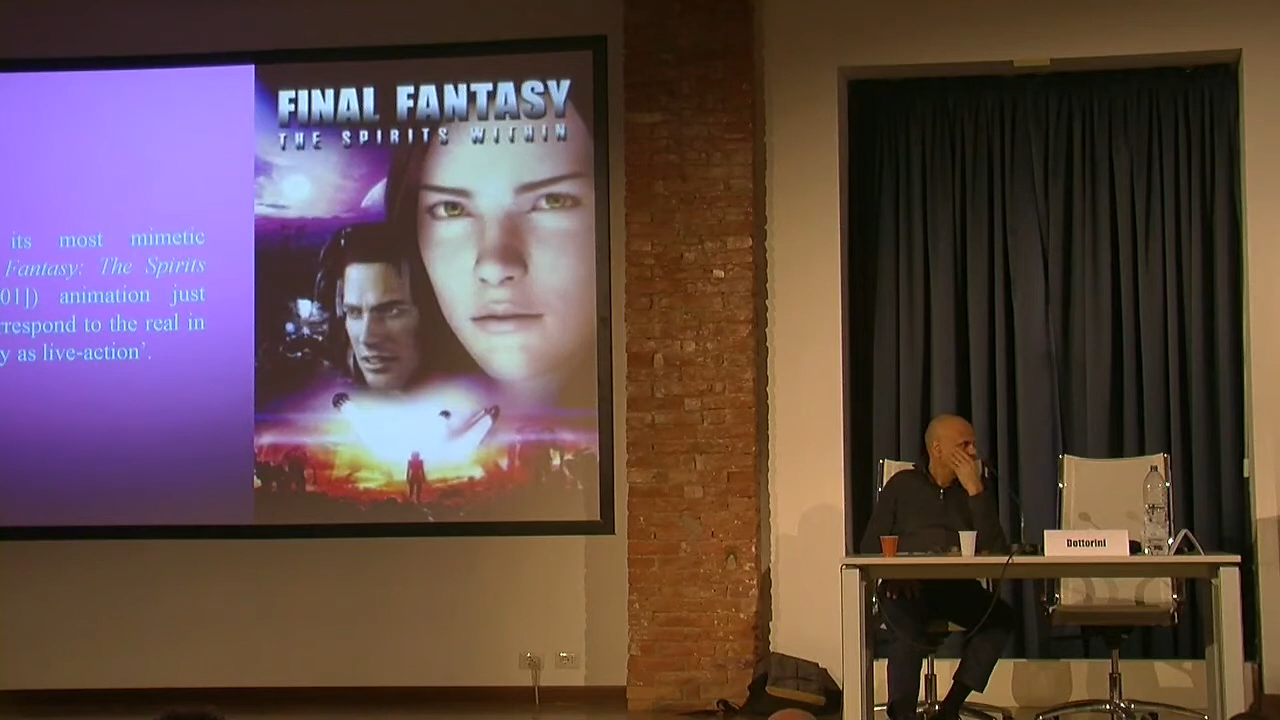 FINAL FANTASY
THE SPIRITS WITHIN
its most mimetic
Fantasy: The Spirits
01]) animation just
respond to the real in
y as live-action’.
Dottorini